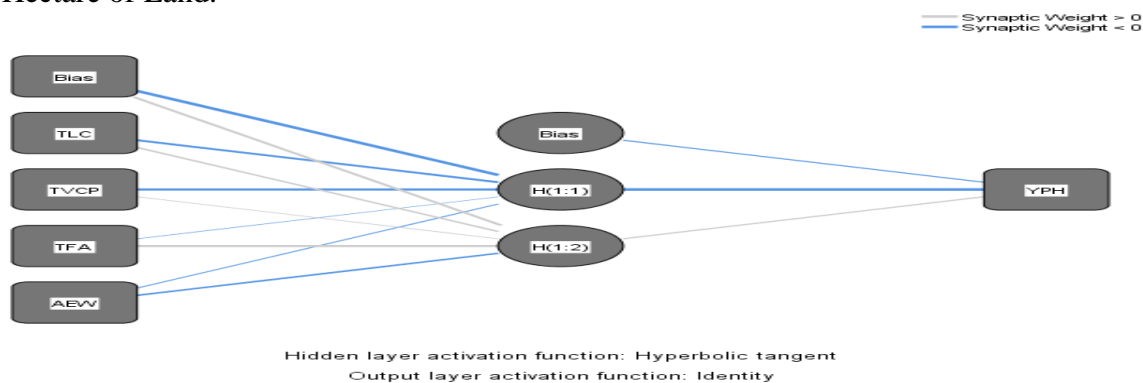 Hectare of Land.
Synaptic Weight > 0
Synaptic Weight < 0
Bias
TLC
Bias
TVCP
H(1:1)
YPH
TFA
H(1:2)
AEW
Hidden layer activation function: Hyperbolic tangent
Output layer activation function: Identity